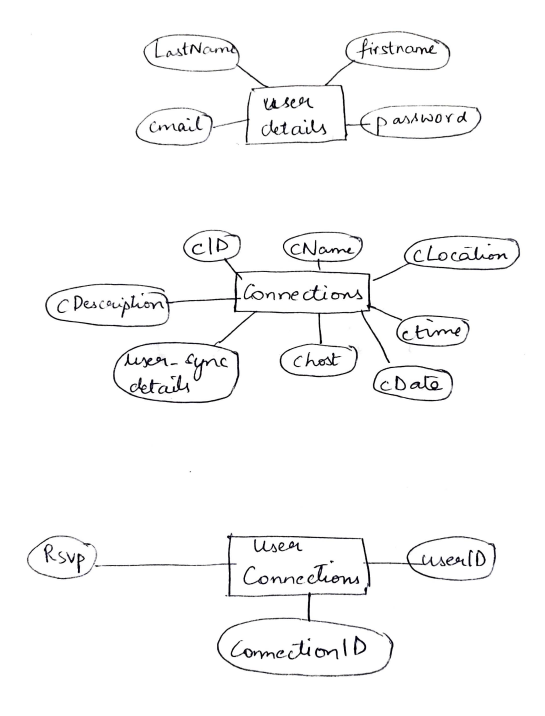 LastName
firstname
email
user
details
password
cID
cName
cLocation
cDescription
Connections
ctime
user_sync
details
chost
cDate
Rsvp
User
Connections
userID
ConnectionID